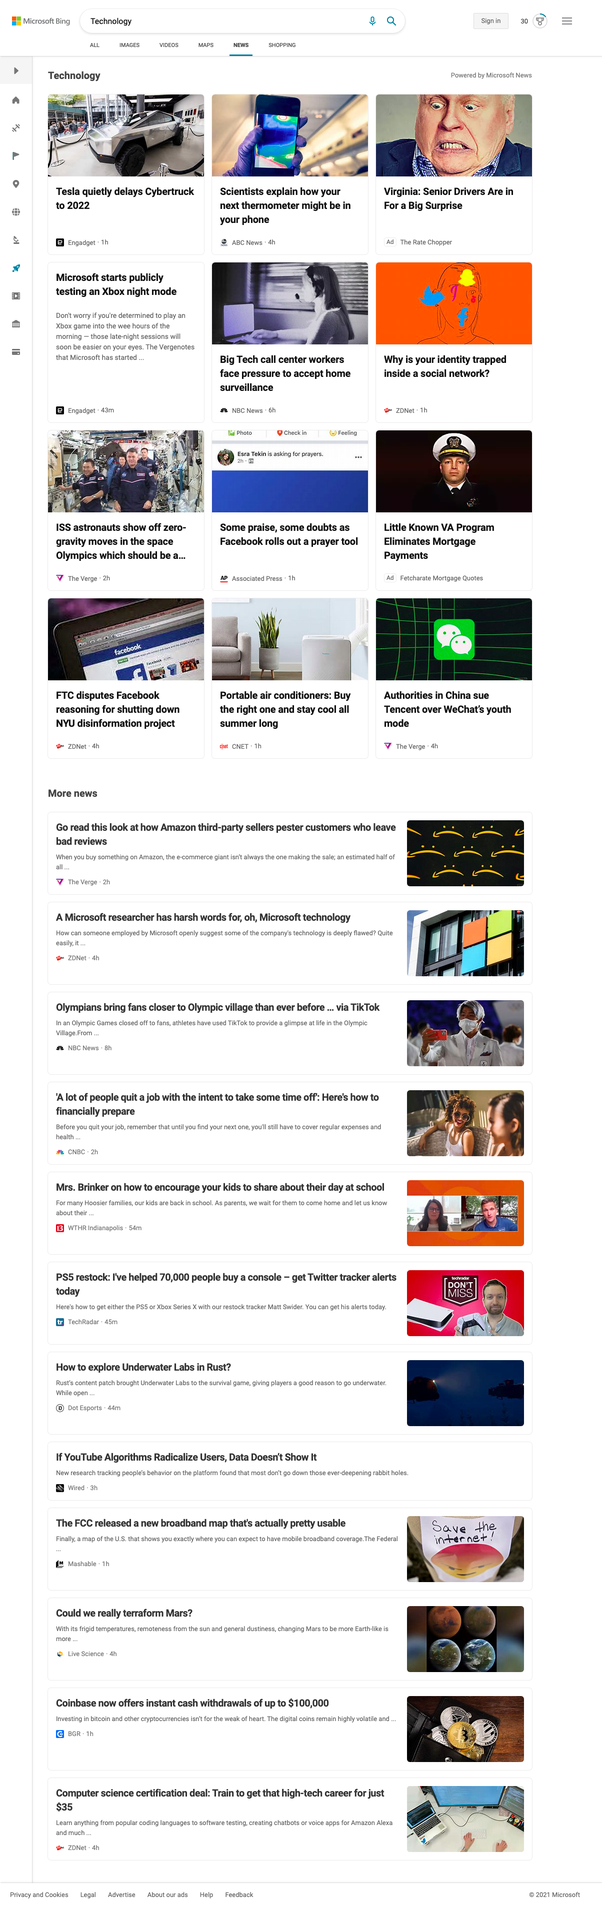 Microsoft Bing
Technology
Sign in
30
ALL
IMAGES
VIDEOS
MAPS
NEWS
SHOPPING
Technology
Powered by Microsoft News
Tesla quietly delays Cybertruck
to 2022
Engadget · 1h
Scientists explain how your
next thermometer might be in
your phone
ABC News · 4h
Virginia: Senior Drivers Are in
For a Big Surprise
Ad The Rate Chopper
Microsoft starts publicly
testing an Xbox night mode
Don't worry if you're determined to play an
Xbox game into the wee hours of the
morning — those late-night sessions will
soon be easier on your eyes. The Vergenotes
that Microsoft has started ...
Engadget · 43m
Big Tech call center workers
face pressure to accept home
surveillance
NBC News · 6h
Why is your identity trapped
inside a social network?
ZDNet · 1h
ISS astronauts show off zero-
gravity moves in the space
Olympics which should be a...
The Verge · 2h
Photo
Check in
Feeling
Esra Tekin is asking for prayers.
2h
Some praise, some doubts as
Facebook rolls out a prayer tool
AP Associated Press · 1h
Little Known VA Program
Eliminates Mortgage
Payments
Ad Fetcharate Mortgage Quotes
facebook
FTC disputes Facebook
reasoning for shutting down
NYU disinformation project
ZDNet · 4h
Portable air conditioners: Buy
the right one and stay cool all
summer long
CNET · 1h
Authorities in China sue
Tencent over WeChat's youth
mode
The Verge · 4h
More news
Go read this look at how Amazon third-party sellers pester customers who leave
bad reviews
When you buy something on Amazon, the e-commerce giant isn't always the one making the sale; an estimated half of
all ...
The Verge · 2h
A Microsoft researcher has harsh words for, oh, Microsoft technology
How can someone employed by Microsoft openly suggest some of the company's technology is deeply flawed? Quite
easily, it ...
ZDNet · 4h
Olympians bring fans closer to Olympic village than ever before ... via TikTok
In an Olympic Games closed off to fans, athletes have used TikTok to provide a glimpse at life in the Olympic
Village.From ...
NBC News · 8h
'A lot of people quit a job with the intent to take some time off': Here's how to
financially prepare
Before you quit your job, remember that until you find your next one, you'll still have to cover regular expenses and
health ...
CNBC · 2h
Mrs. Brinker on how to encourage your kids to share about their day at school
For many Hoosier families, our kids are back in school. As parents, we wait for them to come home and let us know
about their ...
WTHR Indianapolis · 54m
PS5 restock: I've helped 70,000 people buy a console – get Twitter tracker alerts
today
Here's how to get either the PS5 or Xbox Series X with our restock tracker Matt Swider. You can get his alerts today.
tr TechRadar · 45m
techradar
DON'T
MISS
How to explore Underwater Labs in Rust?
Rust's content patch brought Underwater Labs to the survival game, giving players a good reason to go underwater.
While open ...
Dot Esports · 44m
If YouTube Algorithms Radicalize Users, Data Doesn't Show It
New research tracking people's behavior on the platform found that most don't go down those ever-deepening rabbit holes.
Wired · 3h
The FCC released a new broadband map that's actually pretty usable
Finally, a map of the U.S. that shows you exactly where you can expect to have mobile broadband coverage.The Federal
...
Mashable · 1h
Save the
internet!
Could we really terraform Mars?
With its frigid temperatures, remoteness from the sun and general dustiness, changing Mars to be more Earth-like is
more ...
Live Science · 4h
Coinbase now offers instant cash withdrawals of up to $100,000
Investing in bitcoin and other cryptocurrencies isn't for the weak of heart. The digital coins remain highly volatile and ...
BGR · 1h
Computer science certification deal: Train to get that high-tech career for just
$35
Learn anything from popular coding languages to software testing, creating chatbots or voice apps for Amazon Alexa
and much ...
ZDNet · 4h
Privacy and Cookies
Legal
Advertise
About our ads
Help
Feedback
© 2021 Microsoft